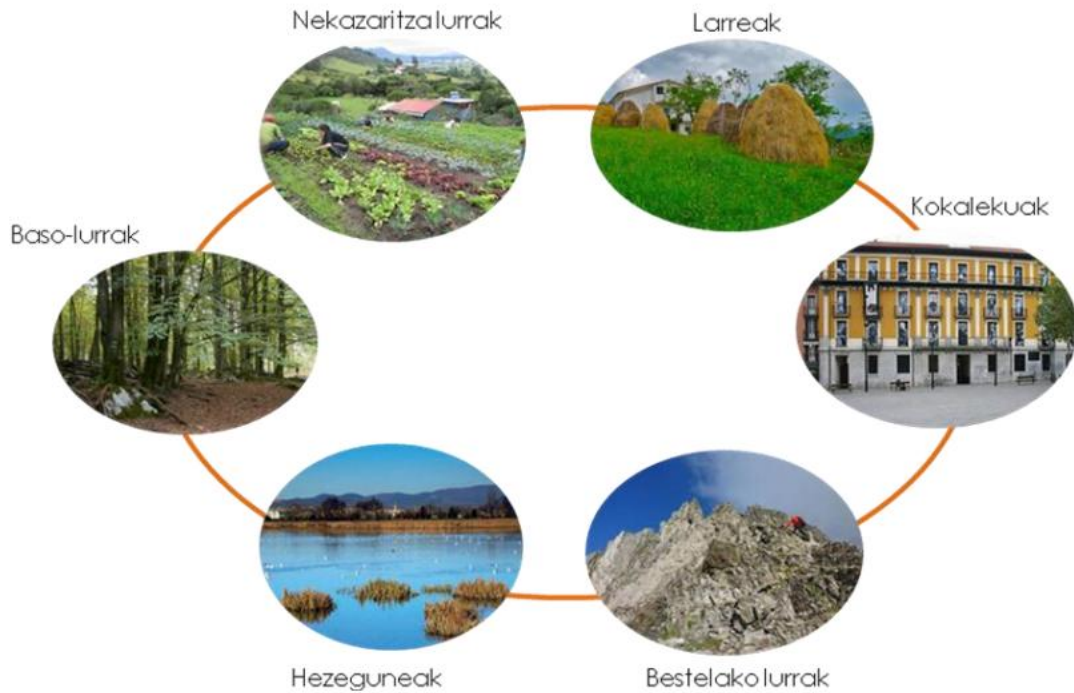 Nekazaritza lurrak
Larreak
Kokalekuak
Baso-lurrak
Hezeguneak
Bestelako lurrak